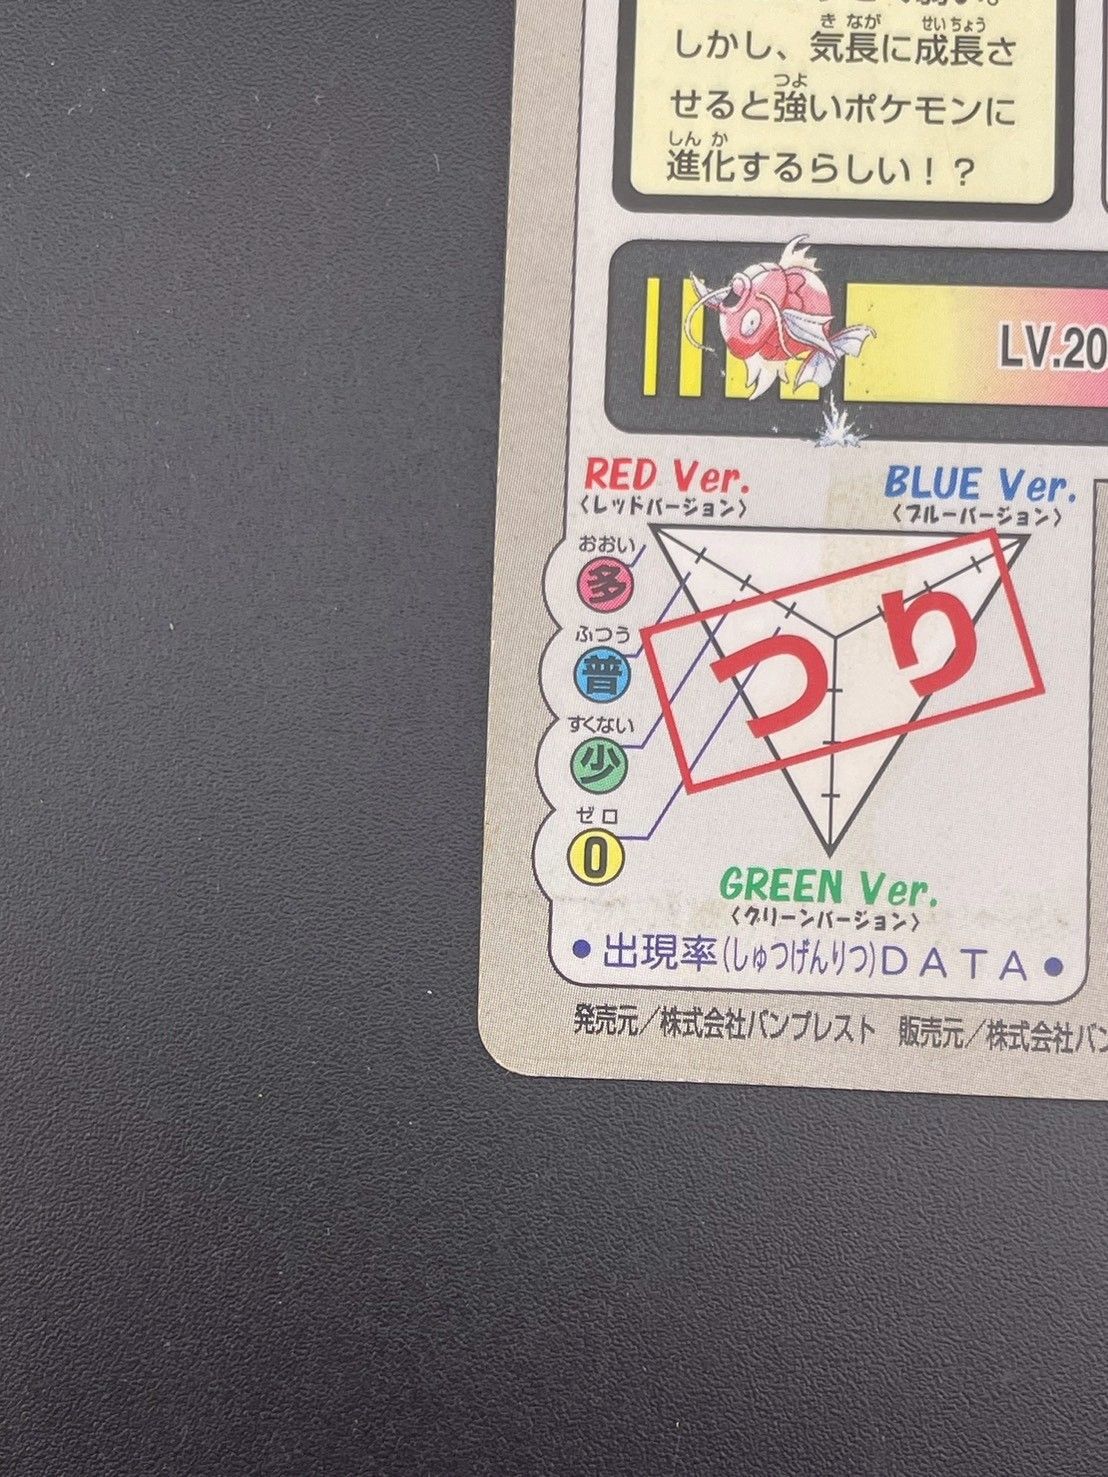 しかし、気長に成長さ
きなが せいちょう
せるると強いポケモンに
つよ
進化するらしい！？
しんか
LV.20
RED Ver.
〈レッドバージョン〉
BLUE Ver.
〈ブルーバージョン〉
おおい
多
ふつう
普
すくない
少
ゼロ
0
つり
GREEN Ver.
〈グリーンバージョン〉
●出現率(しゅつげんりつ)DATA●
発売元／株式会社バンプレスト 販売元／株式会社バン